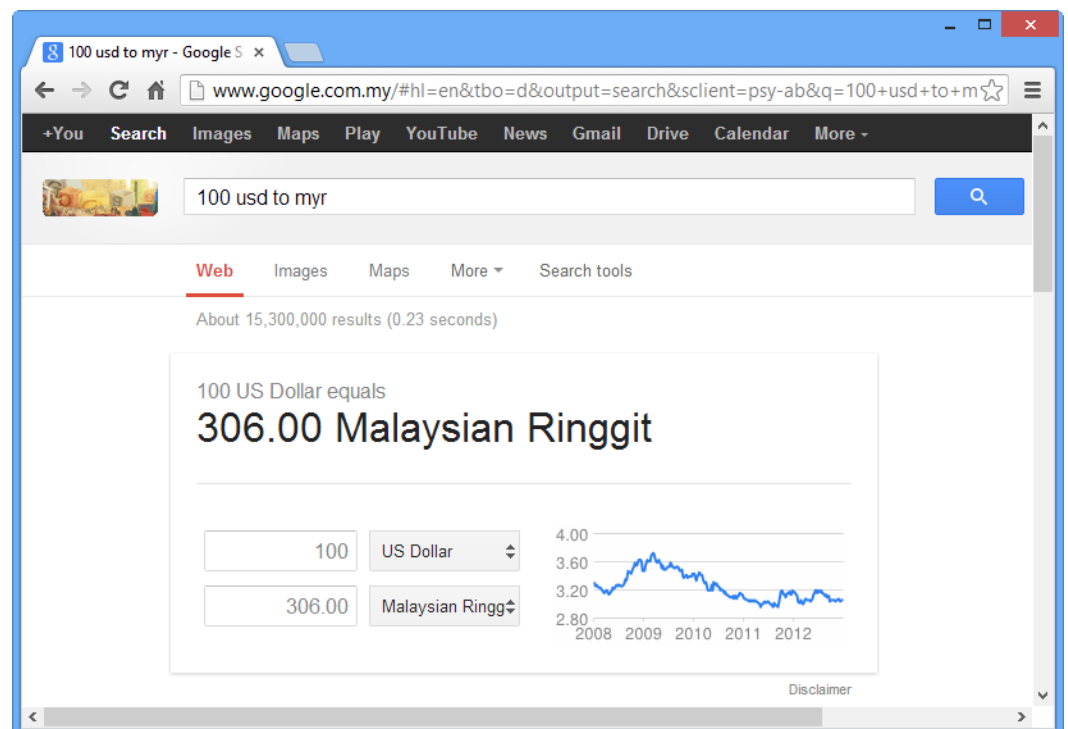 100 usd to myr - Google S
www.google.com.my/#hl=en&tbo=d&output=search&sclient=psy-ab&q=100+usd+to+m
+You Search Images Maps Play YouTube News Gmail Drive Calendar More
100 usd to myr
Web Images Maps More Search tools
About 15,300,000 results (0.23 seconds)
100 US Dollar equals
306.00 Malaysian Ringgit
100 US Dollar
306.00 Malaysian Ringg
4.00
3.60
3.20
2.80
2008 2009 2010 2011 2012
Disclaimer